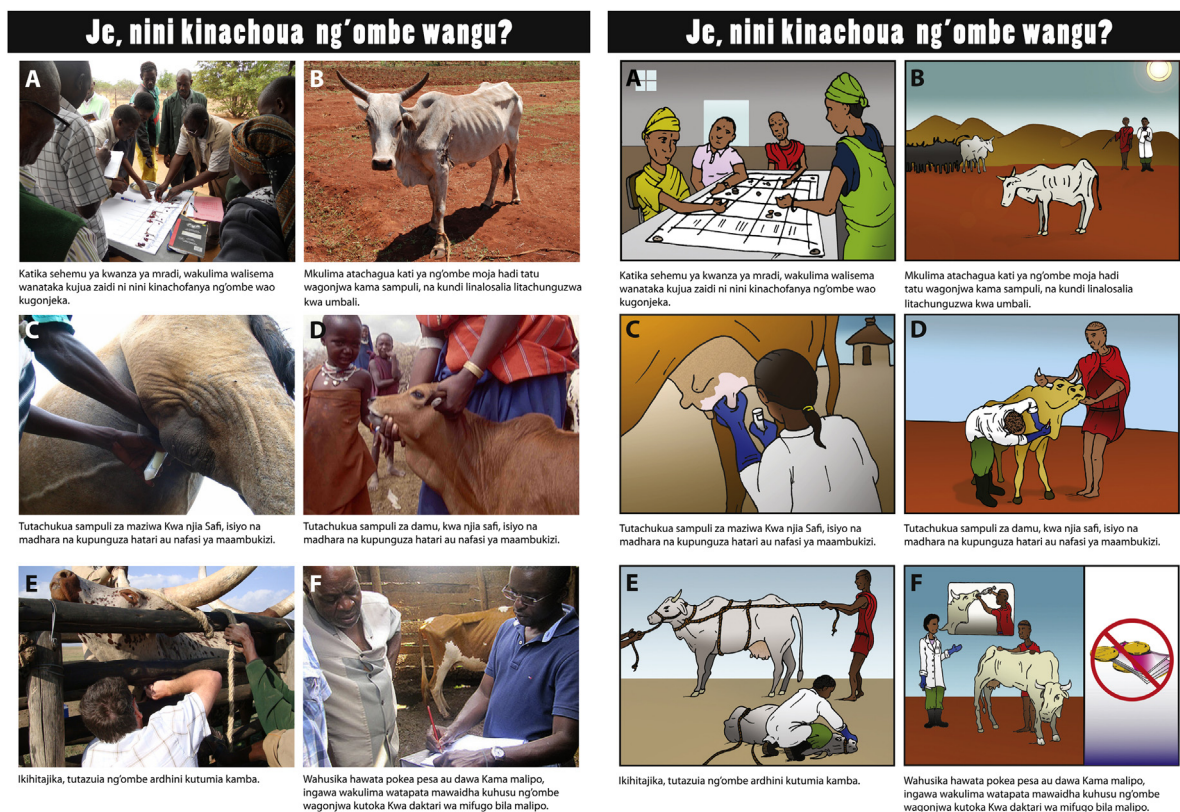 Je, nini kinachoua ng'ombe wangu?
A
B
Katika sehemu ya kwanza ya mradi, wakulima walisema
wanataka kujua zaidi ni nini kinachofanya ng'ombe wao
kugonjeka.
Mkulima atachagua kati ya ng'ombe moja hadi tatu
wagonjwa kama sampuli, na kundi linalosalia litachunguzwa
kwa umbali.
C
D
Tutachukua sampuli za maziwa Kwa njia Safi, isiyo na
madhara na kupunguza hatari au nafasi ya maambukizi.
Tutachukua sampuli za damu, kwa njia safi, isiyo na
madhara na kupunguza hatari au nafasi ya maambukizi.
E
F
Ikihitajika, tutazuia ng'ombe ardhini kutumia kamba.
Wahusika hawata pokea pesa au dawa Kama malipo,
ingawa wakulima watapata mawaidha kuhusu ng'ombe
wagonjwa kutoka Kwa daktari wa mifugo bila malipo.
Je, nini kinachoua ng'ombe wangu?
A
B
Katika sehemu ya kwanza ya mradi, wakulima walisema
wanataka kujua zaidi ni nini kinachofanya ng'ombe wao
kugonjeka.
Mkulima atachagua kati ya ng'ombe moja hadi
tatu wagonjwa kama sampuli, na kundi linalosalia
litachunguzwa kwa umbali.
C
D
Tutachukua sampuli za maziwa Kwa njia Safi, isiyo na
madhara na kupunguza hatari au nafasi ya maambukizi.
Tutachukua sampuli za damu, kwa njia safi, isiyo na
madhara na kupunguza hatari au nafasi ya maambukizi.
E
F
Ikihitajika, tutazuia ng'ombe ardhini kutumia kamba.
Wahusika hawata pokea pesa au dawa Kama malipo,
ingawa wakulima watapata mawaidha kuhusu ng'ombe
wagonjwa kutoka Kwa daktari wa mifugo bila malipo.